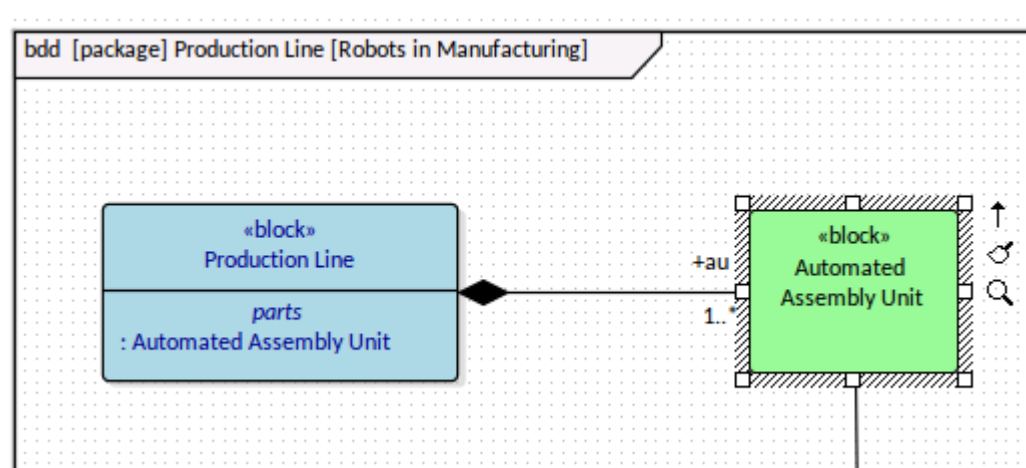 bdd [package] Production Line [Robots in Manufacturing]
«block»
Production Line
parts
: Automated Assembly Unit
+au
1..*
«block»
Automated
Assembly Unit